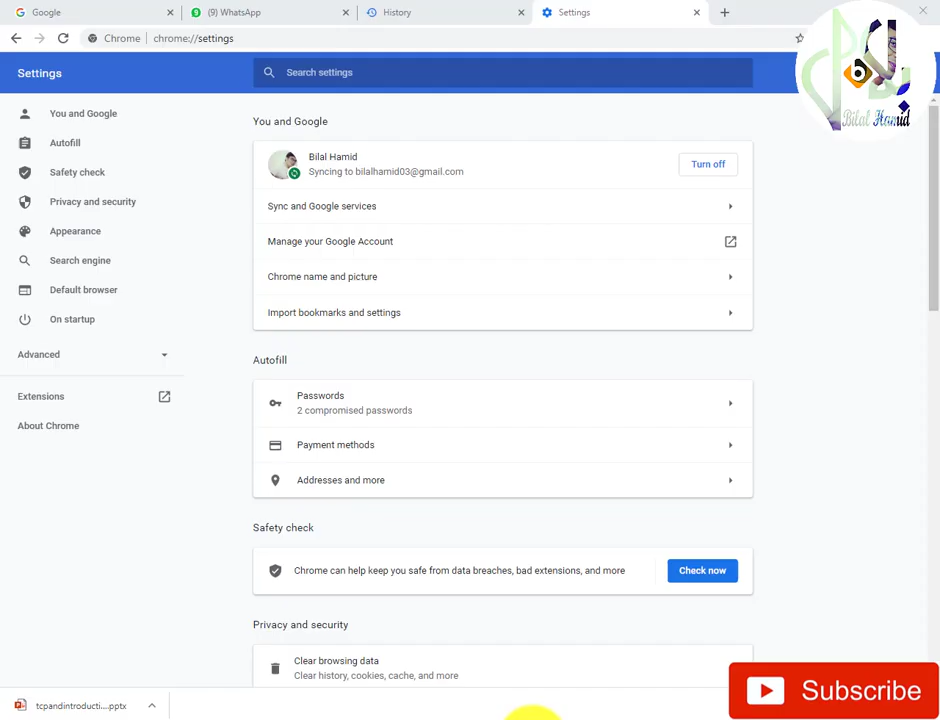 Google
(9) WhatsApp
History
Settings
Chrome
chrome://settings
Settings
Search settings
Bilal Hamid
You and Google
Autofill
Safety check
Privacy and security
Appearance
Search engine
Default browser
On startup
Advanced
Extensions
About Chrome
You and Google
Bilal Hamid
Syncing to bilalhamid03@gmail.com
Turn off
Sync and Google services
Manage your Google Account
Chrome name and picture
Import bookmarks and settings
Autofill
Passwords
2 compromised passwords
Payment methods
Addresses and more
Safety check
Chrome can help keep you safe from data breaches, bad extensions, and more
Check now
Privacy and security
Clear browsing data
Clear history, cookies, cache, and more
tcpandintroducti....pptx
Subscribe